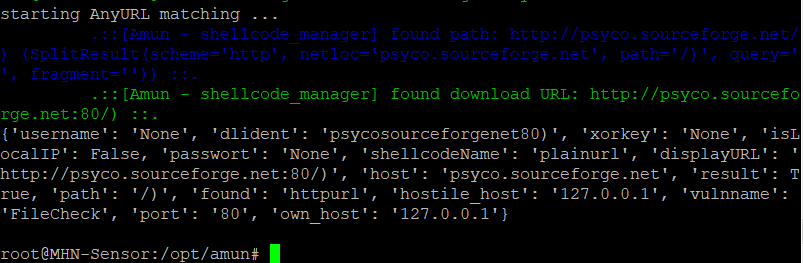 starting AnyURL matching ...
.::[Amun - shellcode_manager] found path: http://psyco.sourceforge.net/
) (SplitResult(scheme='http', netloc='psyco.sourceforge.net', path='/)', query='
', fragment='')) ::.
.::[Amun - shellcode_manager] found download URL: http://psyco.sourcefo
rge.net:80/) ::.
{'username': 'None', 'dlident': 'psycosourceforgenet80)', 'xorkey': 'None', 'isL
ocalIP': False, 'passwort': 'None', 'shellcodeName': 'plainurl', 'displayURL': '
http://psyco.sourceforge.net:80/)', 'host': 'psyco.sourceforge.net', 'result': T
rue, 'path': '/)', 'found': 'httpurl', 'hostile_host': '127.0.0.1', 'vulnname':
'FileCheck', 'port': '80', 'own_host': '127.0.0.1'}
root@MHN-Sensor:/opt/amun#